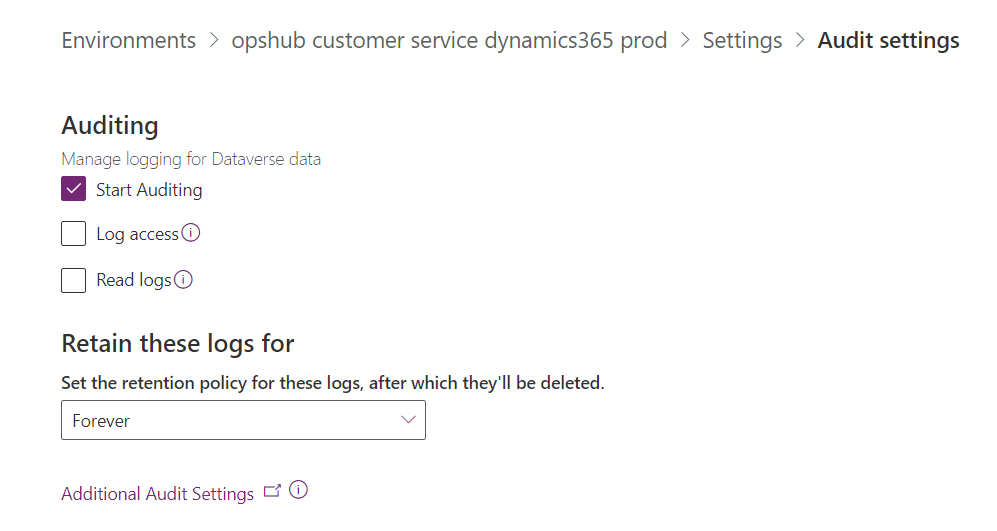 Environments > opshub customer service dynamics365 prod > Settings > Audit settings
Auditing
Manage logging for Dataverse data
Start Auditing
Log access
Read logs
Retain these logs for
Set the retention policy for these logs, after which they'll be deleted.
Forever
Additional Audit Settings